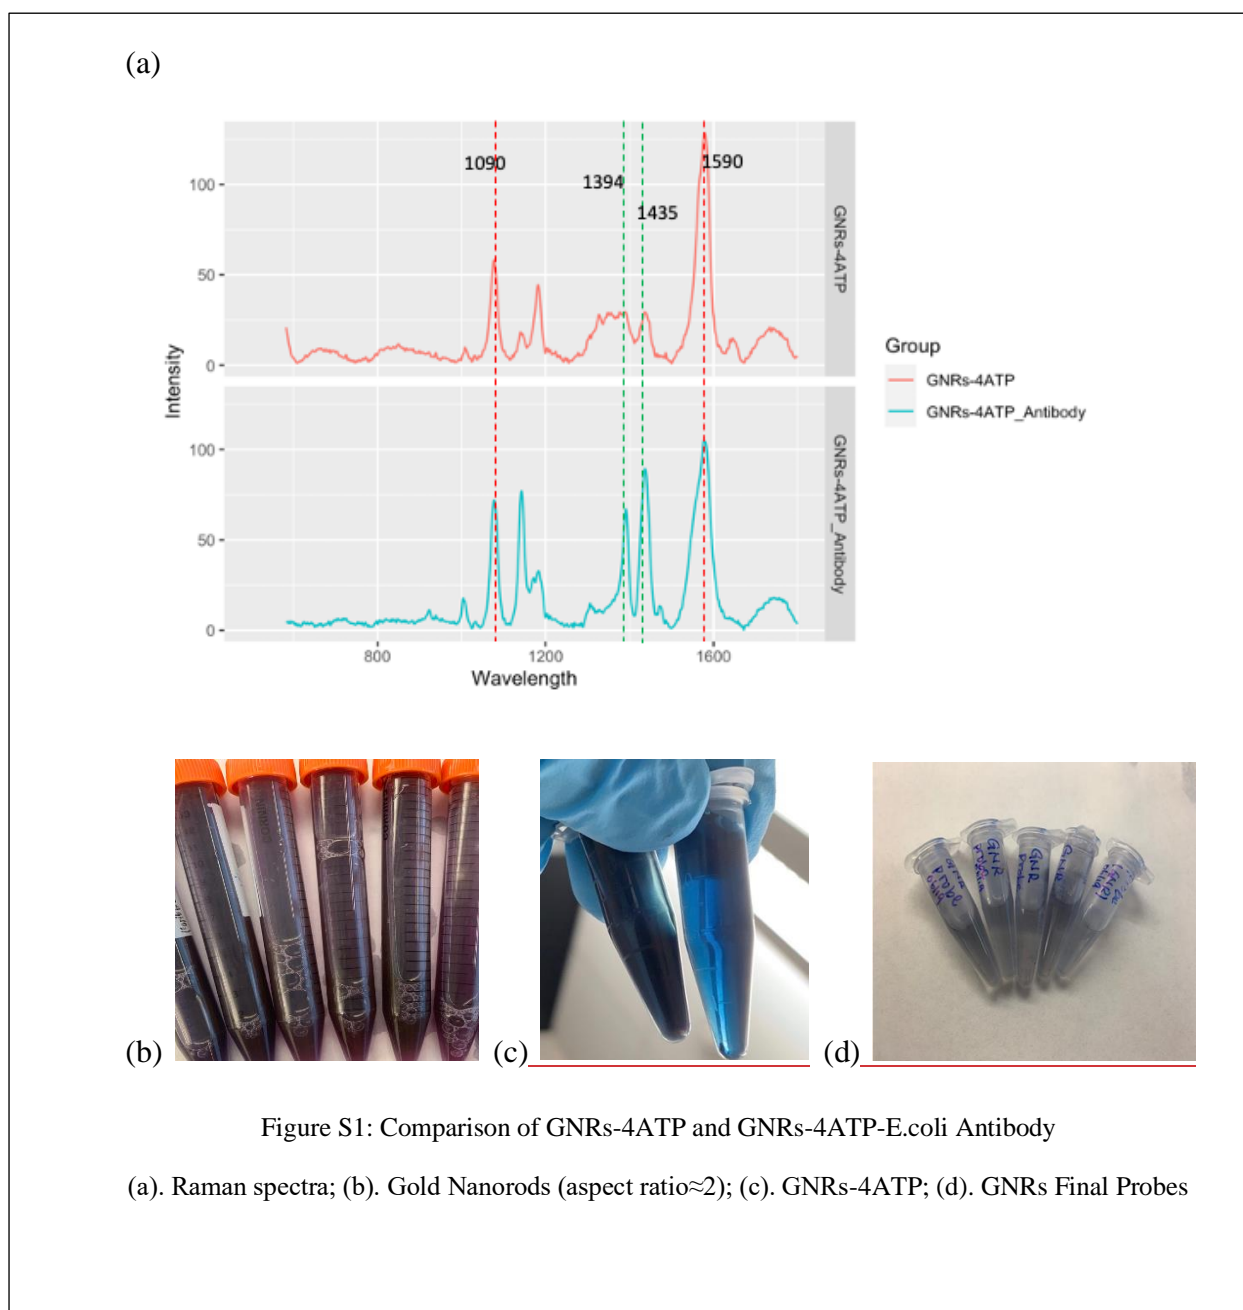 (a)
1090
1590
1394
1435
100
50
0
GNRs-4ATP
Intensity
100
50
0
GNRs-4ATP_Antibody
800
1200
1600
Wavelength
Group
GNRs-4ATP
GNRs-4ATP_Antibody
GNR
GNR
(b)
(c)
(d)
Figure S1: Comparison of GNRs-4ATP and GNRs-4ATP-E.coli Antibody
(a). Raman spectra; (b). Gold Nanorods (aspect ratio≈2); (c). GNRs-4ATP; (d). GNRs Final Probes